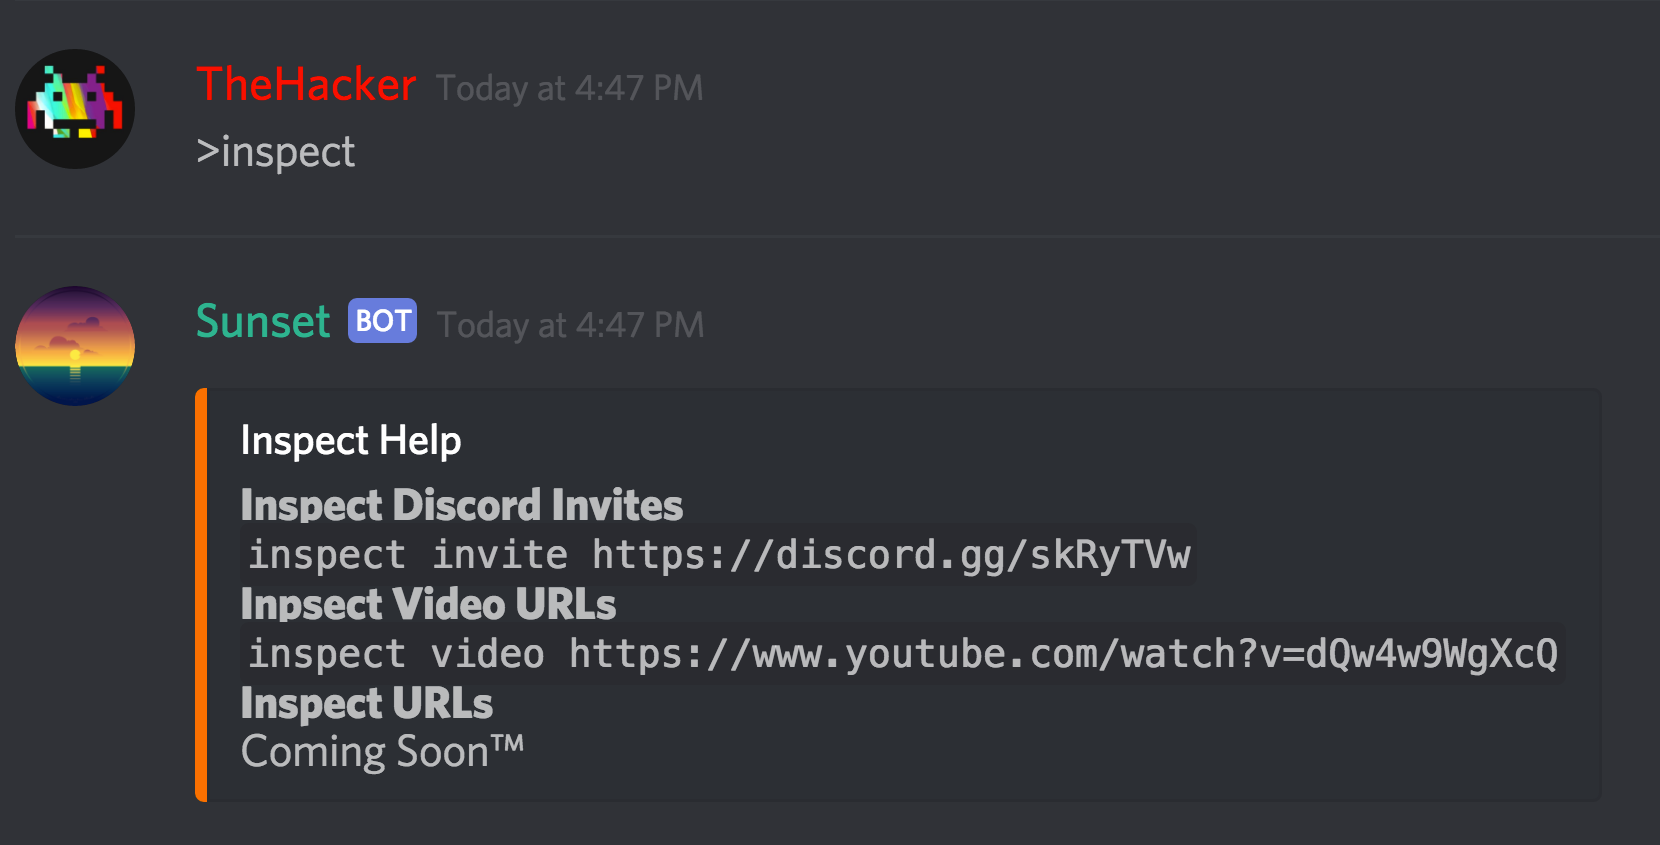 TheHacker Today at 4:47 PM
>inspect
Sunset BOT Today at 4:47 PM
Inspect Help
Inspect Discord Invites
inspect invite https://discord.gg/skRyTVw
Inpsect Video URLs
inspect video https://www.youtube.com/watch?v=dQw4w9WgXcQ
Inspect URLs
Coming Soon™